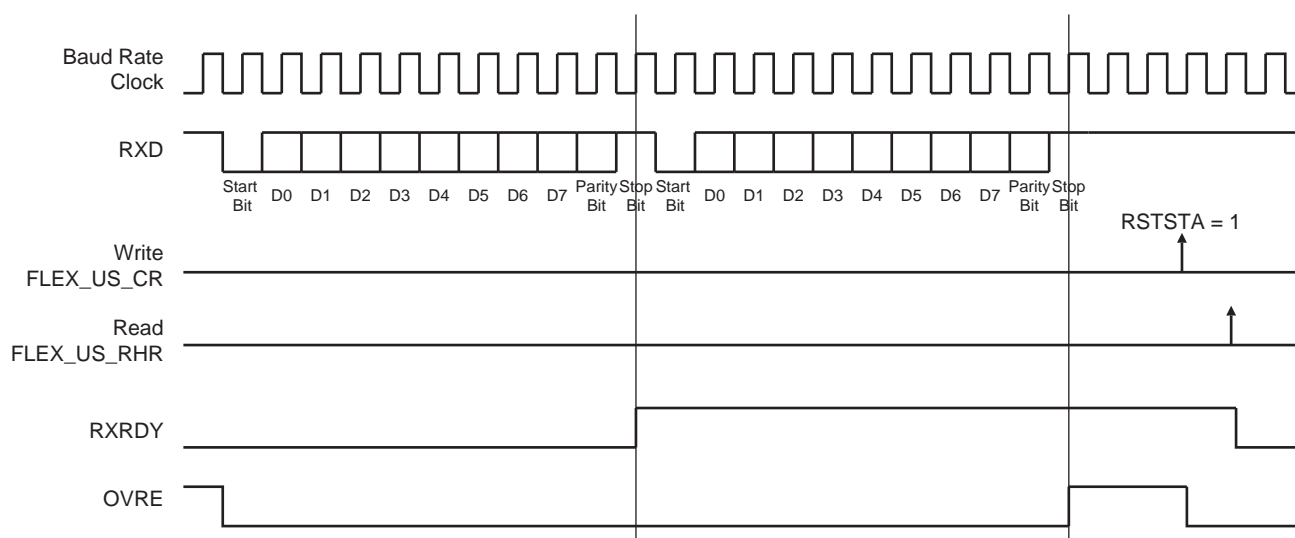 Baud Rate
Clock
RXD
Start
Bit
D0
D1
D2
D3
D4
D5
D6
D7
Parity
Bit
Stop
Bit
Start
Bit
D0
D1
D2
D3
D4
D5
D6
D7
Parity
Bit
Stop
Bit
RSTSTA = 1
Write
FLEX_US_CR
Read
FLEX_US_RHR
RXRDY
OVRE